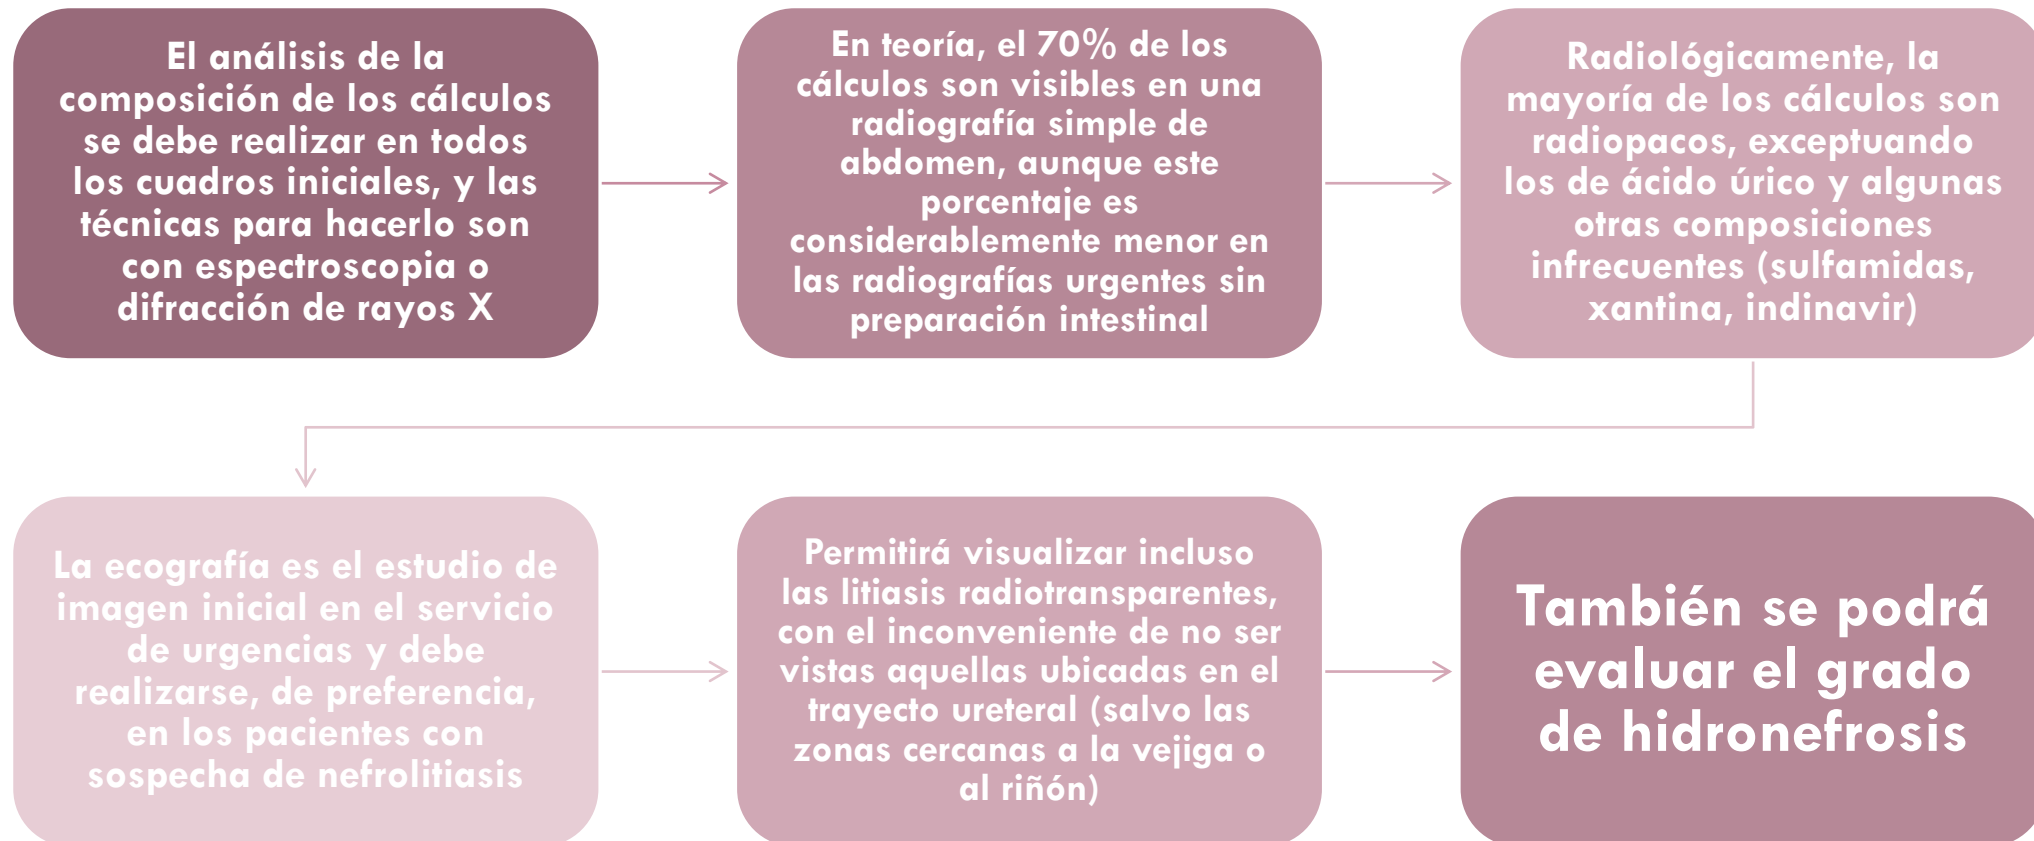 El análisis de la
composición de los cálculos
se debe realizar en todos
los cuadros iniciales, y las
técnicas para hacerlo son
con espectroscopia o
difracción de rayos X
En teoría, el 70% de los
cálculos son visibles en una
radiografía simple de
abdomen, aunque este
porcentaje es
considerablemente menor en
las radiografías urgentes sin
preparación intestinal
Radiológicamente, la
mayoría de los cálculos son
radiopacos, exceptuando
los de ácido úrico y algunas
otras composiciones
infrecuentes (sulfamidas,
xantina, indinavir)
La ecografía es el estudio de
imagen inicial en el servicio
de urgencias y debe
realizarse, de preferencia,
en los pacientes con
sospecha de nefrolitiasis
Permitirá visualizar incluso
las litiasis radiotransparentes,
con el inconveniente de no ser
vistas aquellas ubicadas en el
trayecto ureteral (salvo las
zonas cercanas a la vejiga o
al riñón)
También se podrá
evaluar el grado
de hidronefrosis